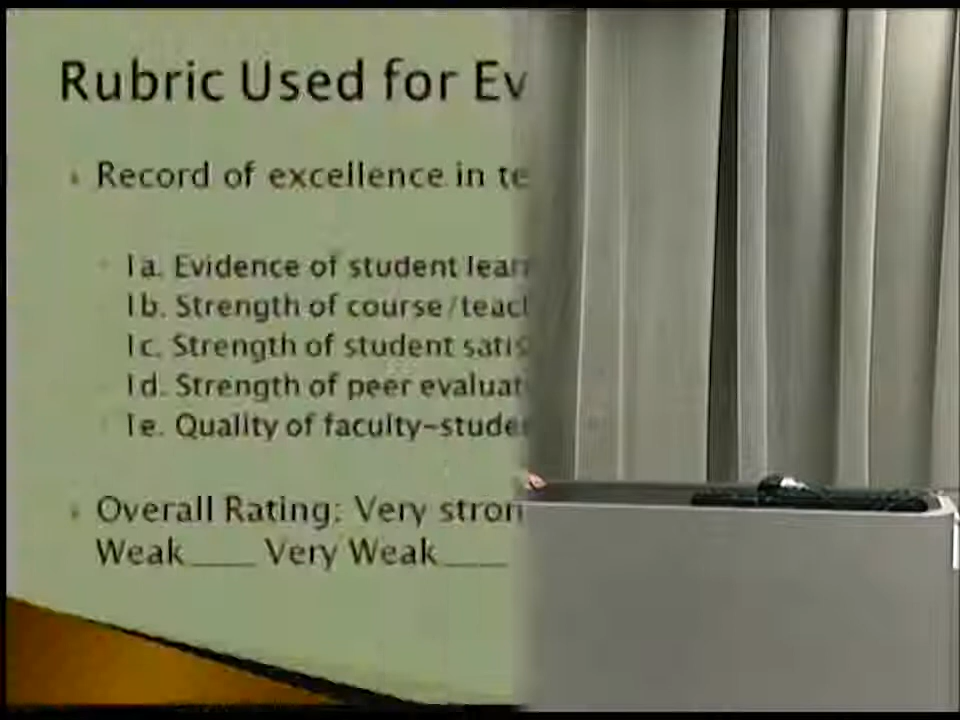 Rubric Used for Ev
Record of excellence in te
1a. Evidence of student lear
1b. Strength of course/teac
1c. Strength of student satis
1d. Strength of peer evaluat
1e. Quality of faculty-stude
Overall Rating: Very stron
Weak____ Very Weak____